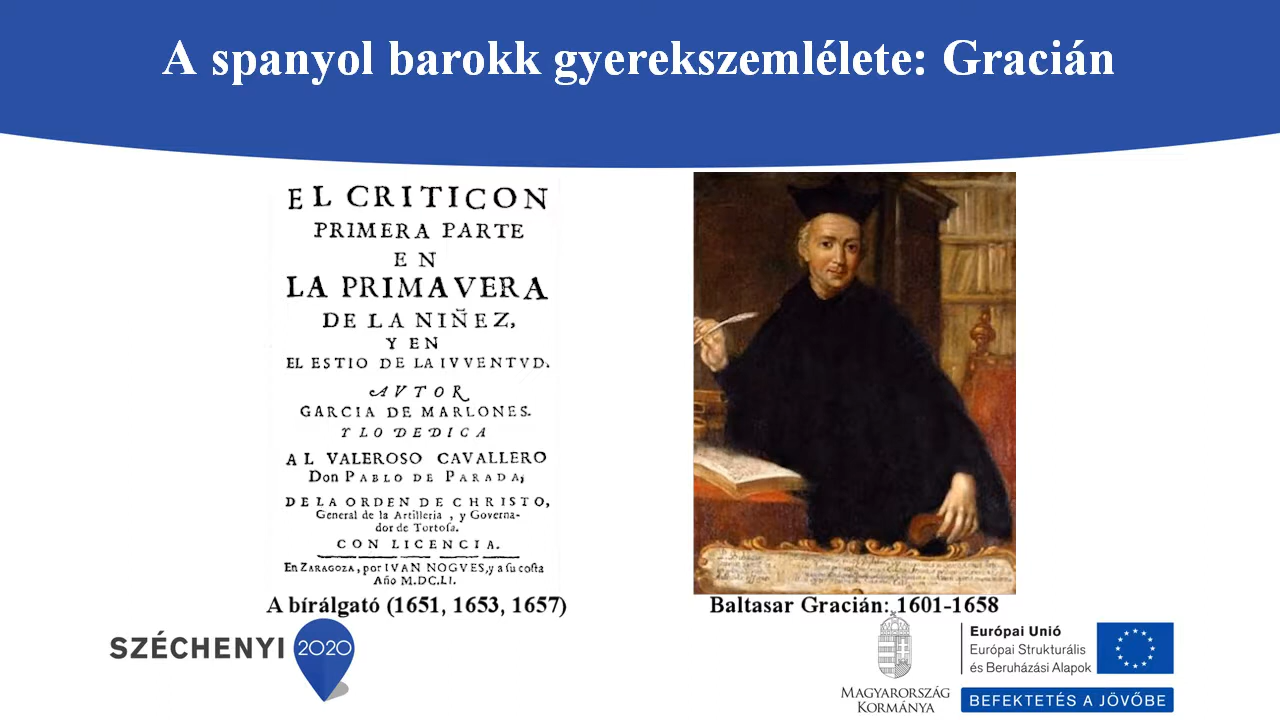 A spanyol barokk gyerekszemlélete: Gracián
EL CRITICON
PRIMERA PARTE
EN
LA PRIMAVERA
DE LA NIÑEZ,
Y EN
EL ESTIO DE LA IVVENTVD.
AVTOR
GARCIA DE MARLONES.
Y LO DEDICA
AL VALEROSO CAVALLERO
Don PABLO DE PARADA,
DE LA ORDEN DE CHRISTO,
General de la Artilleria, y Governa-
dor de Tortosa.
CON LICENCIA.
En ZARAGOZA, por IVAN NOGVES, y a su costa
Año M.DC.LI.
A bírálgató (1651, 1653, 1657)
Baltasar Gracián: 1601-1658
SZÉCHENYI 2020
MAGYARORSZÁG
KORMÁNYA
Európai Unió
Európai Strukturális
és Beruházási Alapok
BEFEKTETÉS A JÖVŐBE